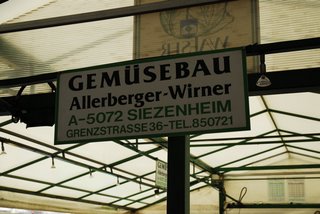 GEMÜSEBAU
Allerberger-Wirner
A-5072 SIEZENHEIM
GRENZSTRASSE 36-TEL. 850721